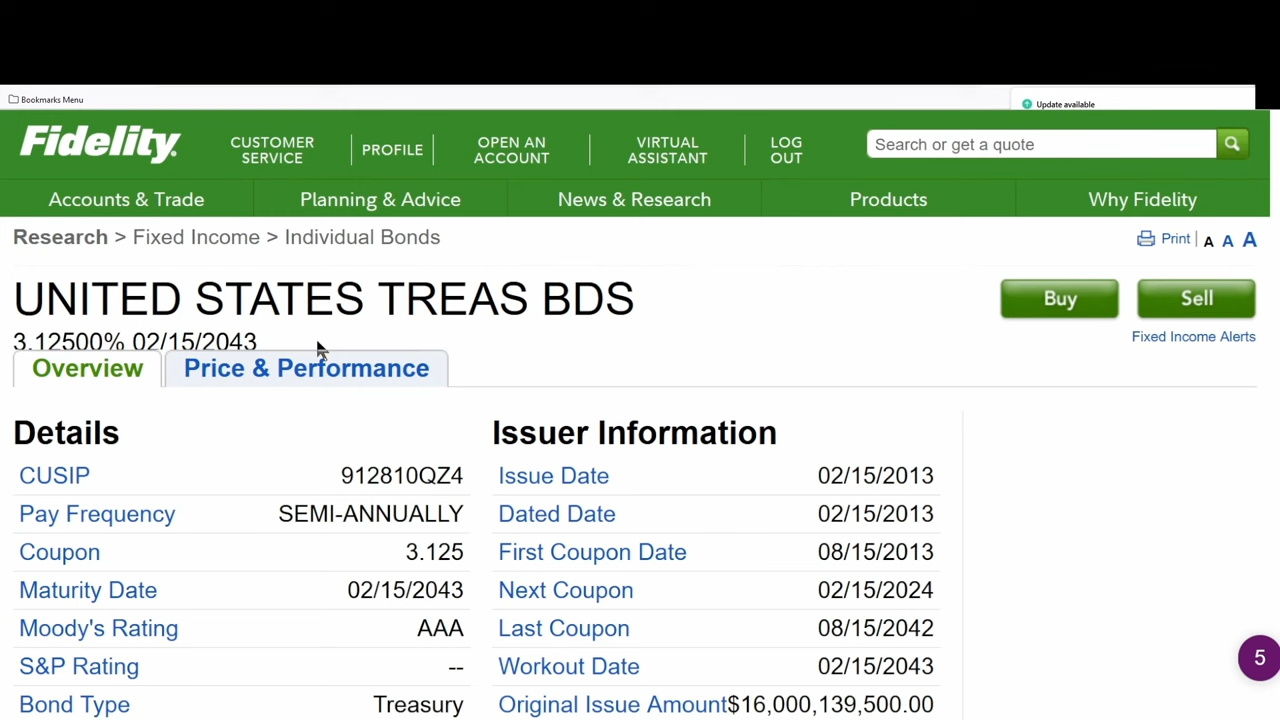 Bookmarks Menu
Update available
Fidelity
CUSTOMER SERVICE
PROFILE
OPEN AN ACCOUNT
VIRTUAL ASSISTANT
LOG OUT
Search or get a quote
Accounts & Trade
Planning & Advice
News & Research
Products
Why Fidelity
Research > Fixed Income > Individual Bonds
Print
A A A
UNITED STATES TREAS BDS
Buy
Sell
3.12500% 02/15/2043
Fixed Income Alerts
Overview
Price & Performance
Details
CUSIP 912810QZ4
Pay Frequency SEMI-ANNUALLY
Coupon 3.125
Maturity Date 02/15/2043
Moody's Rating AAA
S&P Rating --
Bond Type Treasury
Issuer Information
Issue Date 02/15/2013
Dated Date 02/15/2013
First Coupon Date 08/15/2013
Next Coupon 02/15/2024
Last Coupon 08/15/2042
Workout Date 02/15/2043
Original Issue Amount $16,000,139,500.00
5